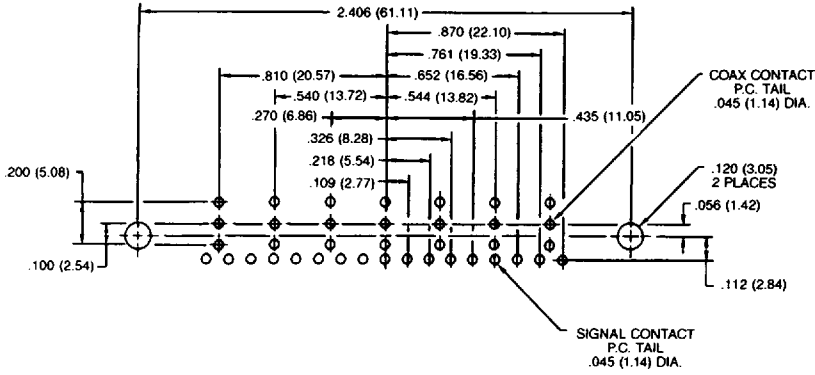 2.406 (61.11)
.870 (22.10)
.761 (19.33)
.810 (20.57)
.652 (16.56)
.540 (13.72)
.544 (13.82)
.270 (6.86)
.435 (11.05)
.326 (8.28)
.218 (5.54)
.109 (2.77)
COAX CONTACT
P.C. TAIL
.045 (1.14) DIA.
.200 (5.08)
.120 (3.05)
2 PLACES
.056 (1.42)
.100 (2.54)
.112 (2.84)
SIGNAL CONTACT
P.C. TAIL
.045 (1.14) DIA.